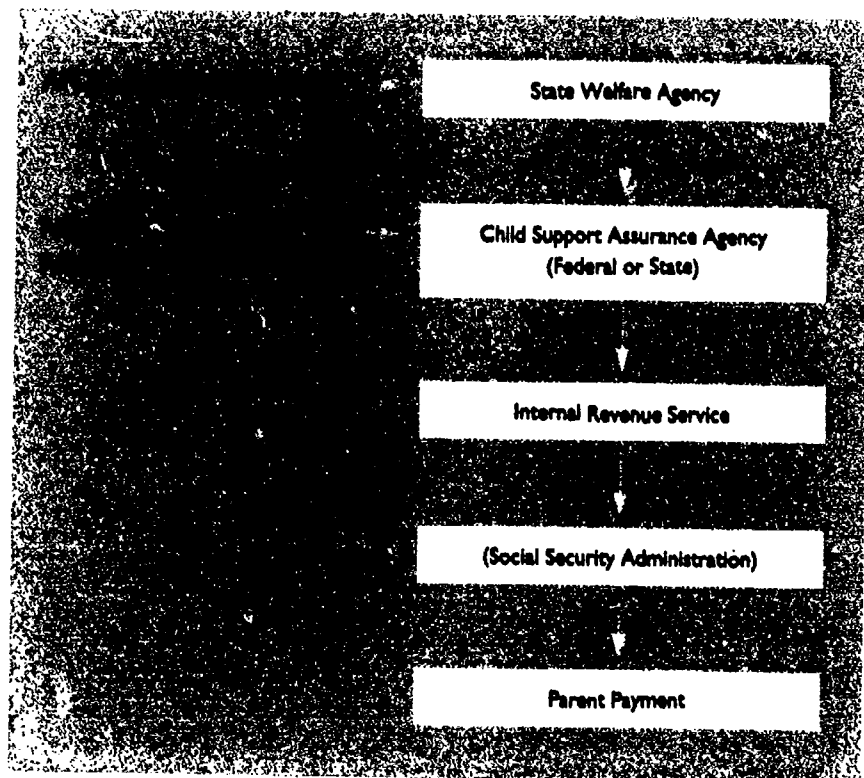 State Welfare Agency
Child Support Assurance Agency
(Federal or State)
Internal Revenue Service
(Social Security Administration)
Parent Payment